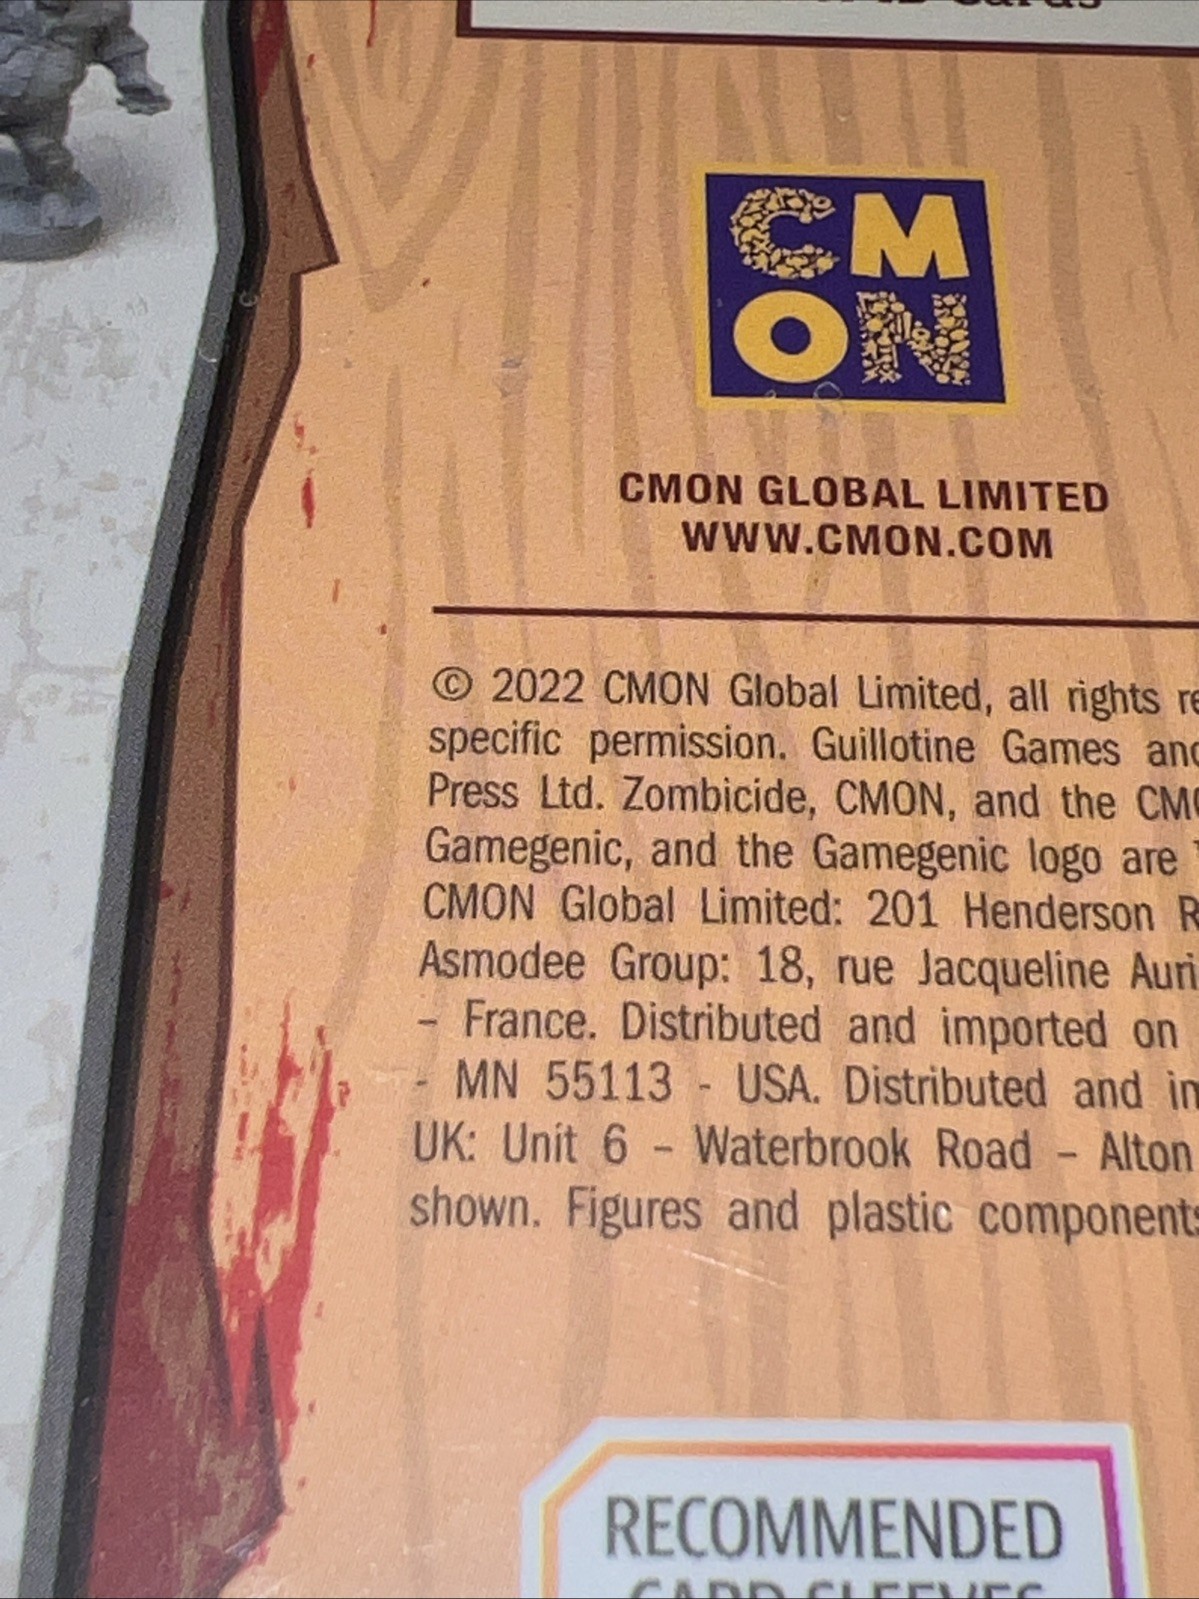 Cards
CM
ON
CMON GLOBAL LIMITED
WWW.CMON.COM
© 2022 CMON Global Limited, all rights
specific permission. Guillotine Games
Press Ltd. Zombicide, CMON, and the
Gamegenic, and the Gamegenic logo are
CMON Global Limited: 201 Henderson
Asmodee Group: 18, rue Jacqueline
– France. Distributed and imported on
- MN 55113 - USA. Distributed and
UK: Unit 6 – Waterbrook Road – Alton
shown. Figures and plastic components
RECOMMENDED
CARD SLEEVES